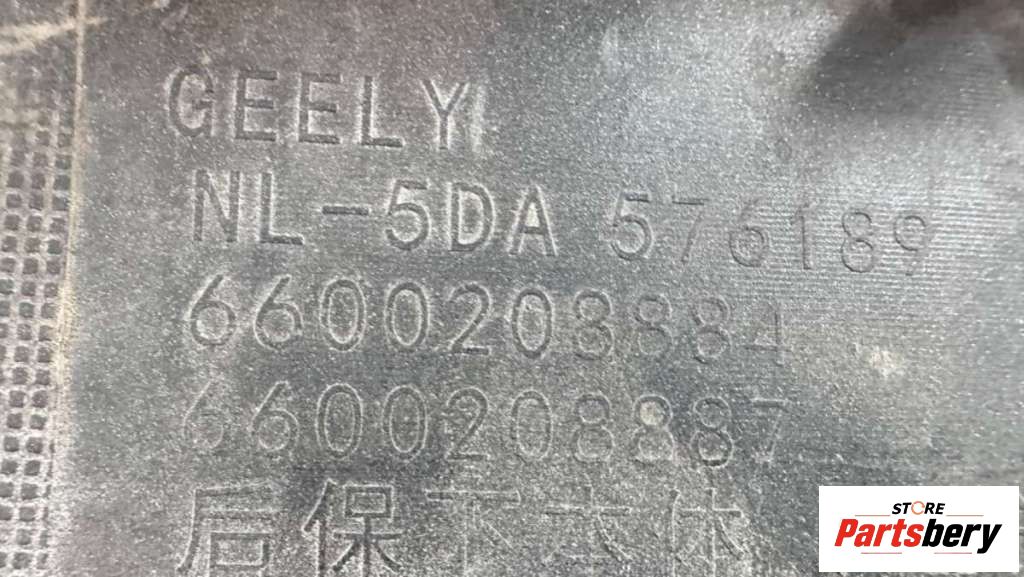 GEELY
NL-5DA 576189
6600208884
6600208887
后保下本体
STORE
Partsbery